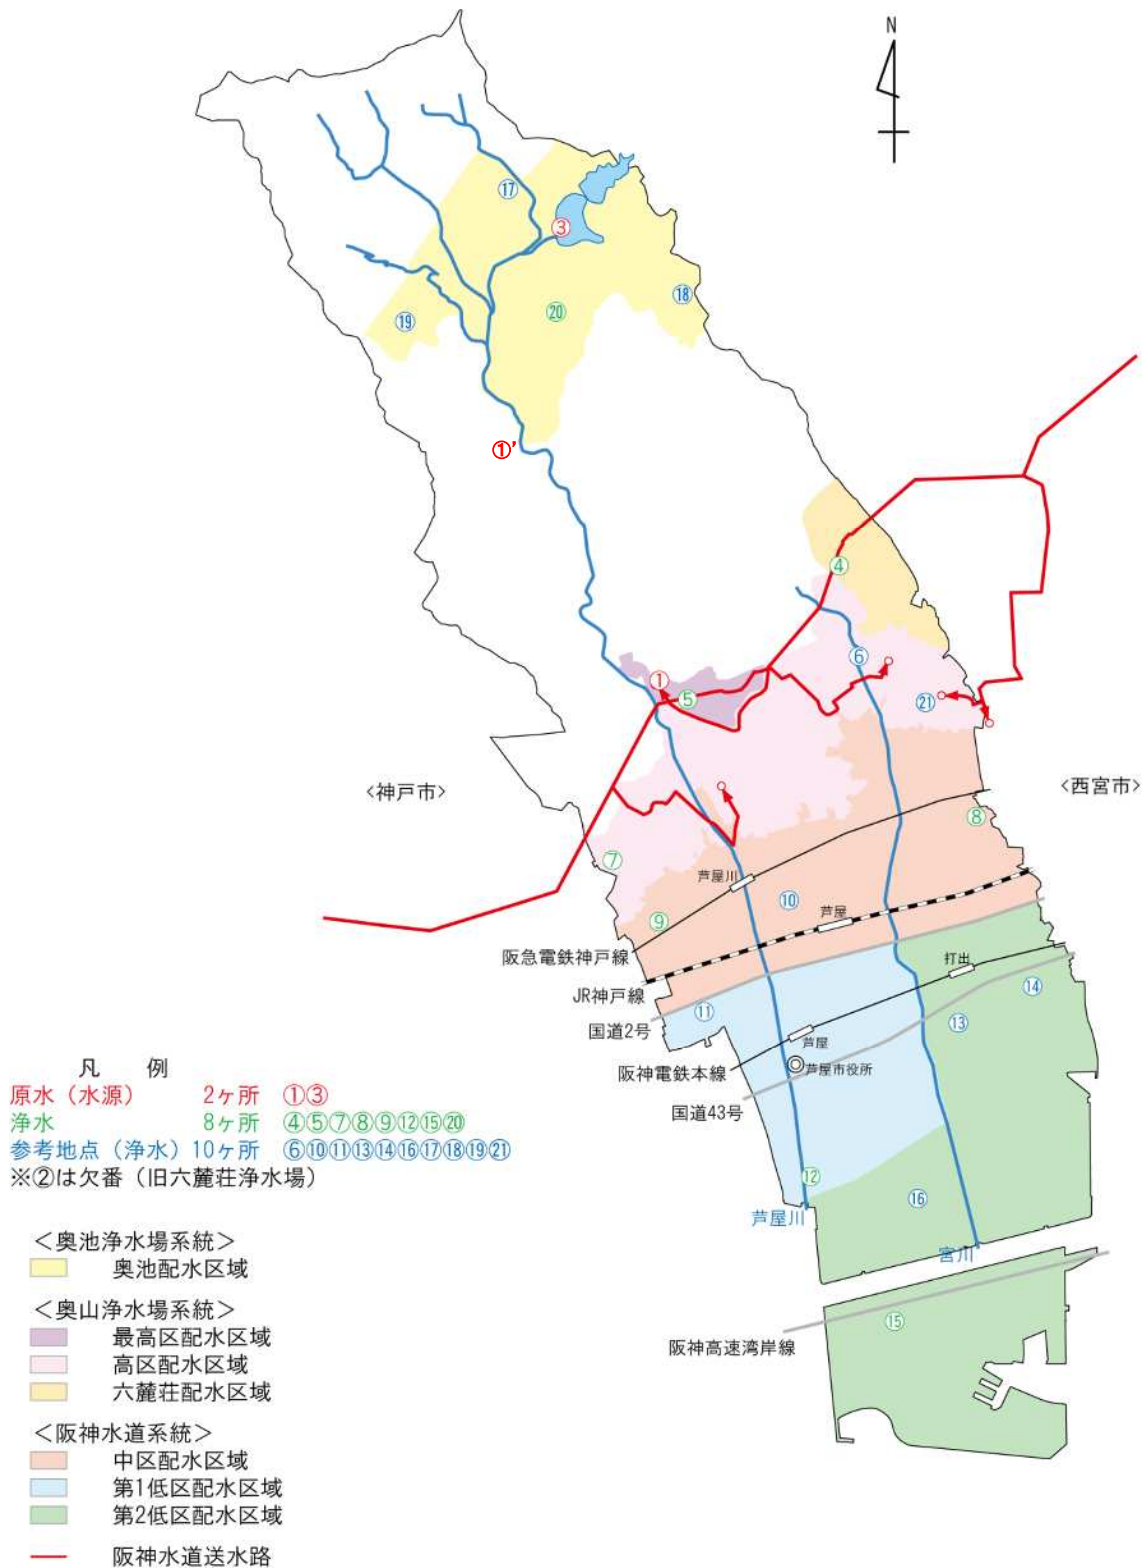 N
⑰
③
⑱
⑳
⑲
①’
④
①
⑥
⑤
㉑
<神戸市>
<西宮市>
⑧
⑦
芦屋川
⑩
芦屋
⑨
阪急電鉄神戸線
打出
JR神戸線
⑭
⑪
⑬
国道2号
芦屋
阪神電鉄本線
芦屋市役所
国道43号
⑫
⑯
芦屋川
宮川
⑮
阪神高速湾岸線
凡 例
原水（水源） 2ヶ所 ①③
浄水 8ヶ所 ④⑤⑦⑧⑨⑫⑮⑳
参考地点（浄水）10ヶ所 ⑥⑩⑪⑬⑭⑯⑰⑱⑲㉑
※②は欠番（旧六麓荘浄水場）
＜奥池浄水場系統＞
奥池配水区域
＜奥山浄水場系統＞
最高区配水区域
高区配水区域
六麓荘配水区域
＜阪神水道系統＞
中区配水区域
第1低区配水区域
第2低区配水区域
阪神水道送水路